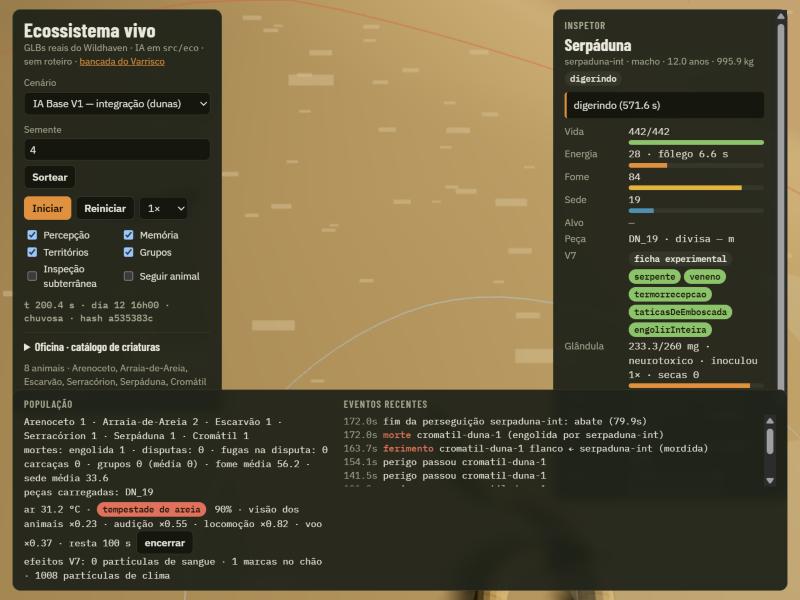 Ecossistema vivo
GLBs reais do Wildhaven · IA em src/eco ·
sem roteiro · bancada do Varrisco
Cenário
IA Base V1 — integração (dunas)
Semente
4
Sortear
Iniciar Reiniciar 1×
Percepção Memória
Territórios Grupos
Inspeção
subterrânea Seguir animal
t 200.4 s · dia 12 16h00 ·
chuvosa · hash a535383c
▶ Oficina · catálogo de criaturas
8 animais · Arenoceto, Arraia-de-Areia,
Escarvão, Serracórion, Serpáduna, Cromátil
INSPETOR
Serpáduna
serpaduna-int · macho · 12.0 anos · 995.9 kg
digerindo
digerindo (571.6 s)
Vida 442/442
Energia 28 · fôlego 6.6 s
Fome 84
Sede 19
Alvo —
Peça DN_19 · divisa — m
V7 ficha experimental
serpente veneno
termorrecepcao
taticasDeEmboscada
engolirInteira
Glândula 233.3/260 mg ·
neurotoxico · inoculou
1× · secas 0
POPULAÇÃO
Arenoceto 1 · Arraia-de-Areia 2 · Escarvão 1 ·
Serracórion 1 · Serpáduna 1 · Cromátil 1
mortes: engolida 1 · disputas: 0 · fugas na disputa: 0
carcaças 0 · grupos 0 (média 0) · fome média 56.2 ·
sede média 33.6
peças carregadas: DN_19
ar 31.2 °C · tempestade de areia 90% · visão dos
animais ×0.23 · audição ×0.55 · locomoção ×0.82 · voo
×0.37 · resta 100 s encerrar
efeitos V7: 0 partículas de sangue · 1 marcas no chão
· 1008 partículas de clima
EVENTOS RECENTES
172.0s fim da perseguição serpaduna-int: abate (79.9s)
172.0s morte cromatil-duna-1 (engolida por serpaduna-int)
163.7s ferimento cromatil-duna-1 flanco ← serpaduna-int (mordida)
154.1s perigo passou cromatil-duna-1
141.5s perigo passou cromatil-duna-1